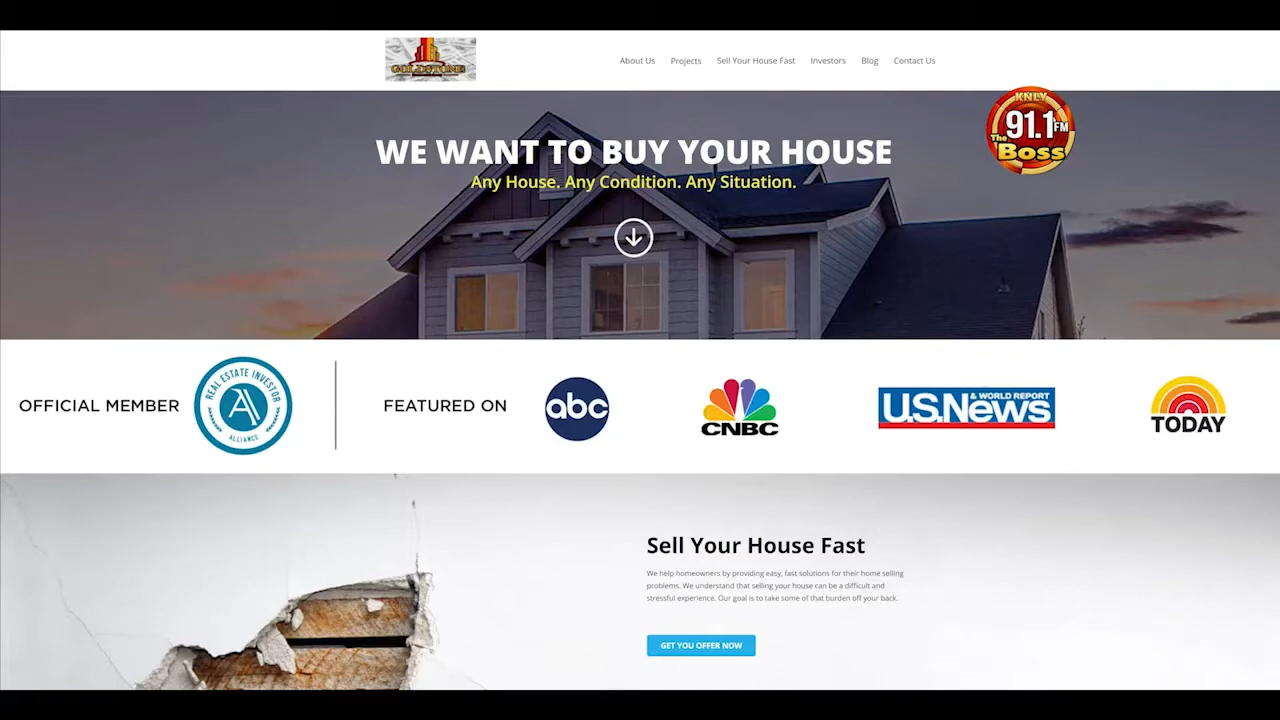 About Us
Projects
Sell Your House Fast
Investors
Blog
Contact Us
KNLY
91.1 FM
The
Boss
WE WANT TO BUY YOUR HOUSE
Any House. Any Condition. Any Situation.
OFFICIAL MEMBER
REAL ESTATE INVESTOR
ALLIANCE
FEATURED ON
abc
CNBC
U.S.News
& WORLD REPORT
TODAY
Sell Your House Fast
We help homeowners by providing easy, fast solutions for their home selling
problems. We understand that selling your house can be a difficult and
stressful experience. Our goal is to take some of that burden off your back.
GET YOU OFFER NOW